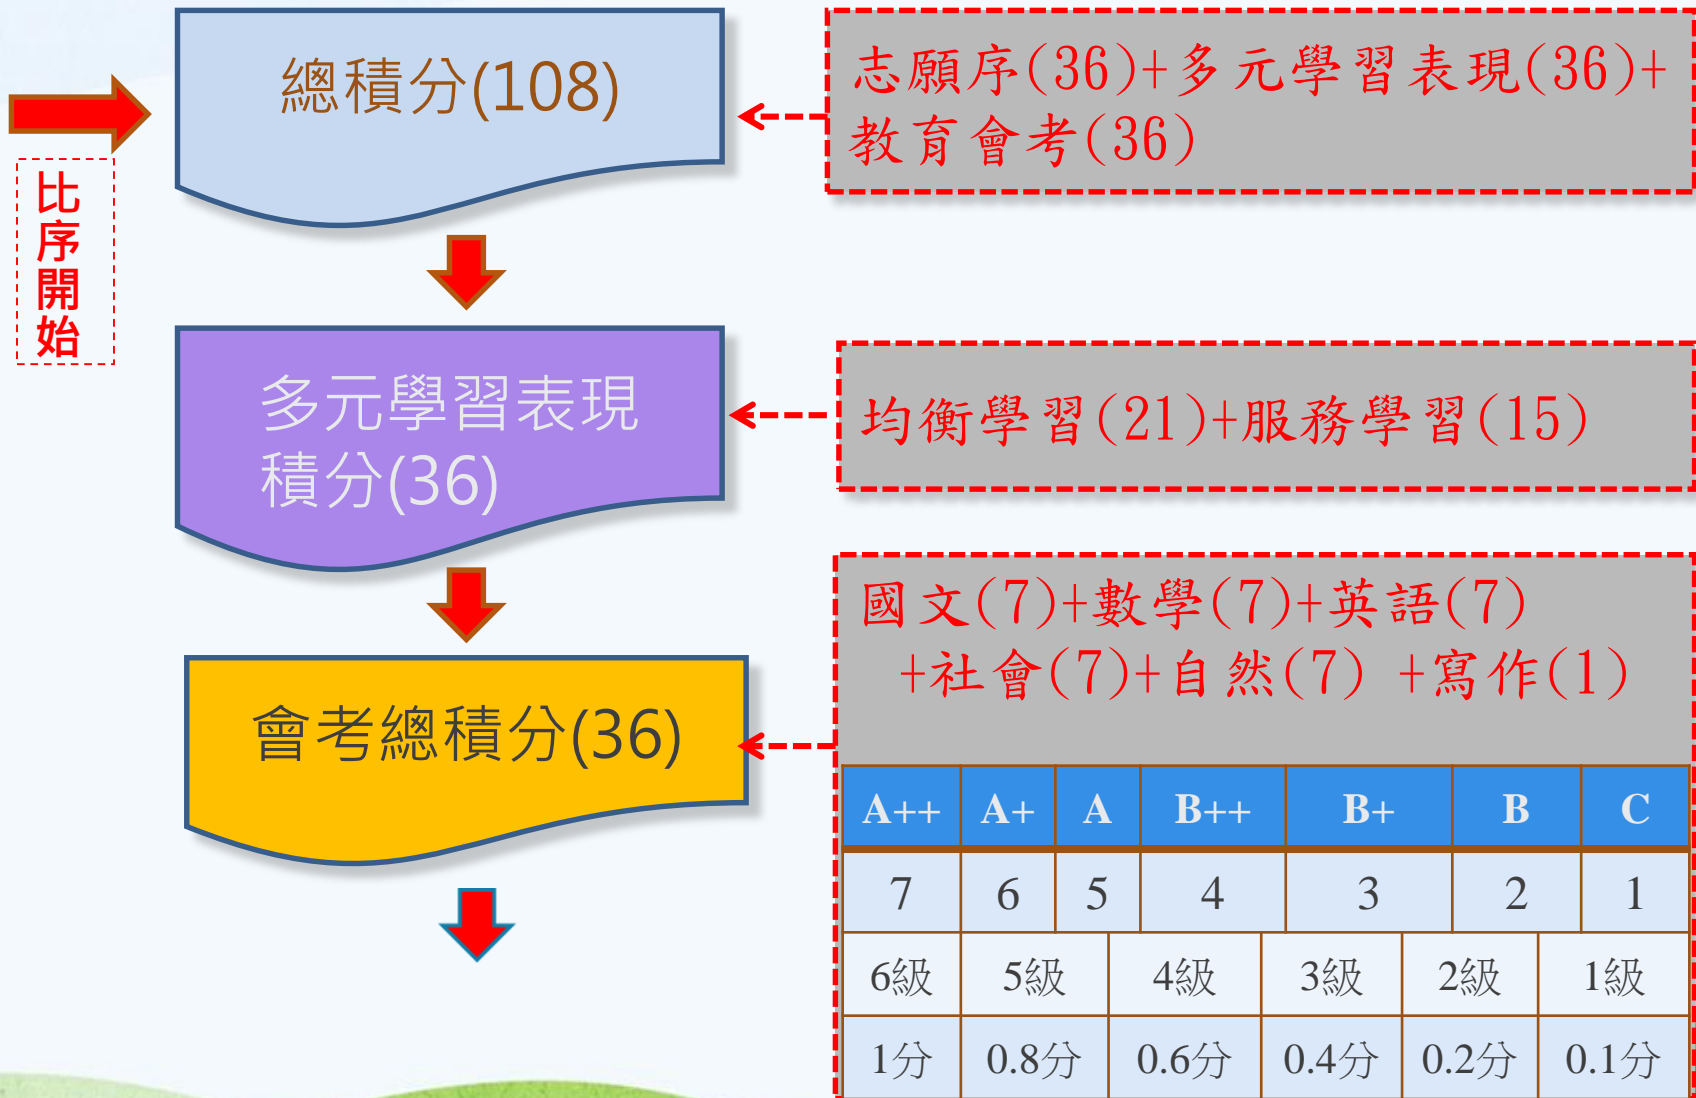 比序開始
總積分(108)
志願序(36)+多元學習表現(36)+
教育會考(36)
多元學習表現
積分(36)
均衡學習(21)+服務學習(15)
會考總積分(36)
國文(7)+數學(7)+英語(7)
+社會(7)+自然(7) +寫作(1)
A++ A+ A B++ B+ B C
7 6 5 4 3 2 1
6級 5級 4級 3級 2級 1級
1分 0.8分 0.6分 0.4分 0.2分 0.1分